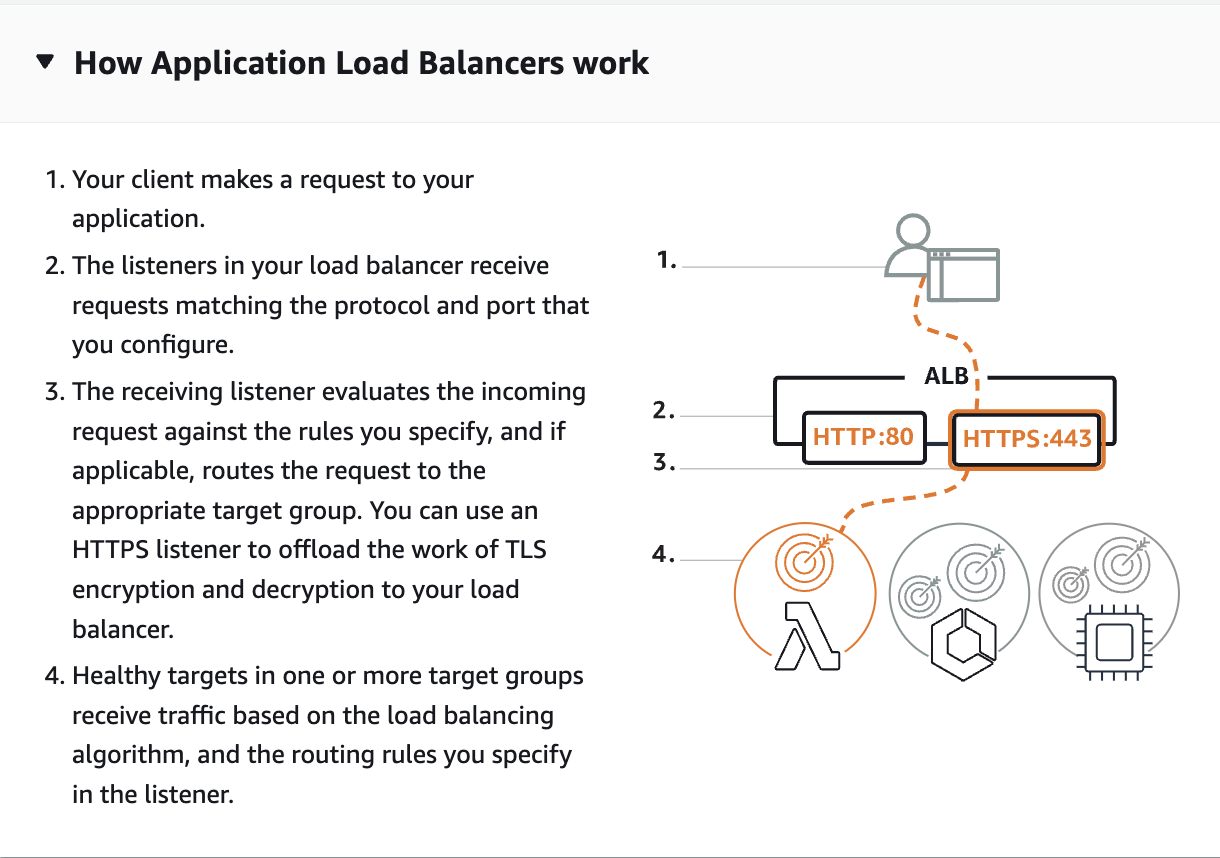 How Application Load Balancers work
1. Your client makes a request to your
application.
2. The listeners in your load balancer receive
requests matching the protocol and port that
you configure.
3. The receiving listener evaluates the incoming
request against the rules you specify, and if
applicable, routes the request to the
appropriate target group. You can use an
HTTPS listener to offload the work of TLS
encryption and decryption to your load
balancer.
4. Healthy targets in one or more target groups
receive traffic based on the load balancing
algorithm, and the routing rules you specify
in the listener.
1.
ALB
2.
HTTP:80 HTTPS:443
3.
4.